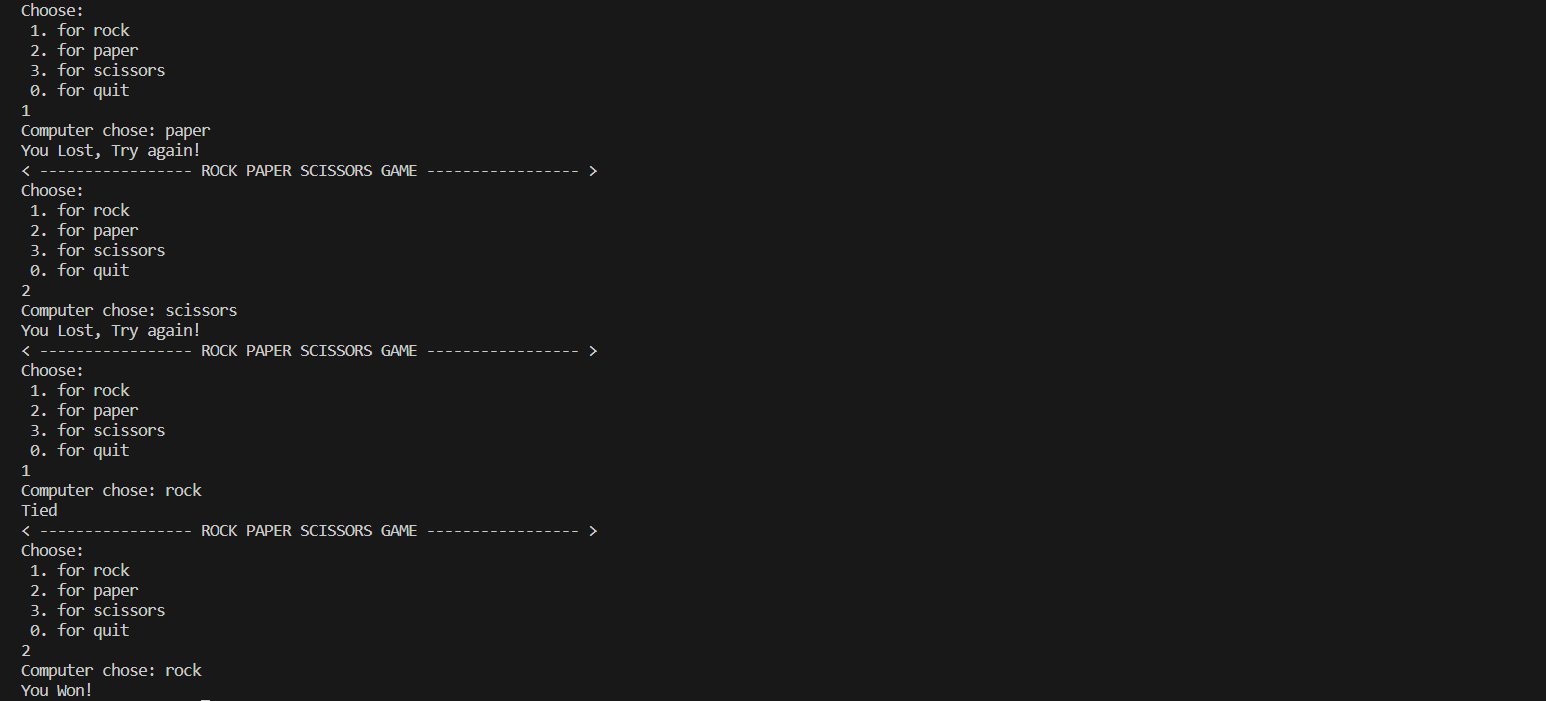 Choose:
 1. for rock
 2. for paper
 3. for scissors
 0. for quit
1
Computer chose: paper
You Lost, Try again!
< ----------------- ROCK PAPER SCISSORS GAME ----------------- >
Choose:
 1. for rock
 2. for paper
 3. for scissors
 0. for quit
2
Computer chose: scissors
You Lost, Try again!
< ----------------- ROCK PAPER SCISSORS GAME ----------------- >
Choose:
 1. for rock
 2. for paper
 3. for scissors
 0. for quit
1
Computer chose: rock
Tied
< ----------------- ROCK PAPER SCISSORS GAME ----------------- >
Choose:
 1. for rock
 2. for paper
 3. for scissors
 0. for quit
2
Computer chose: rock
You Won!